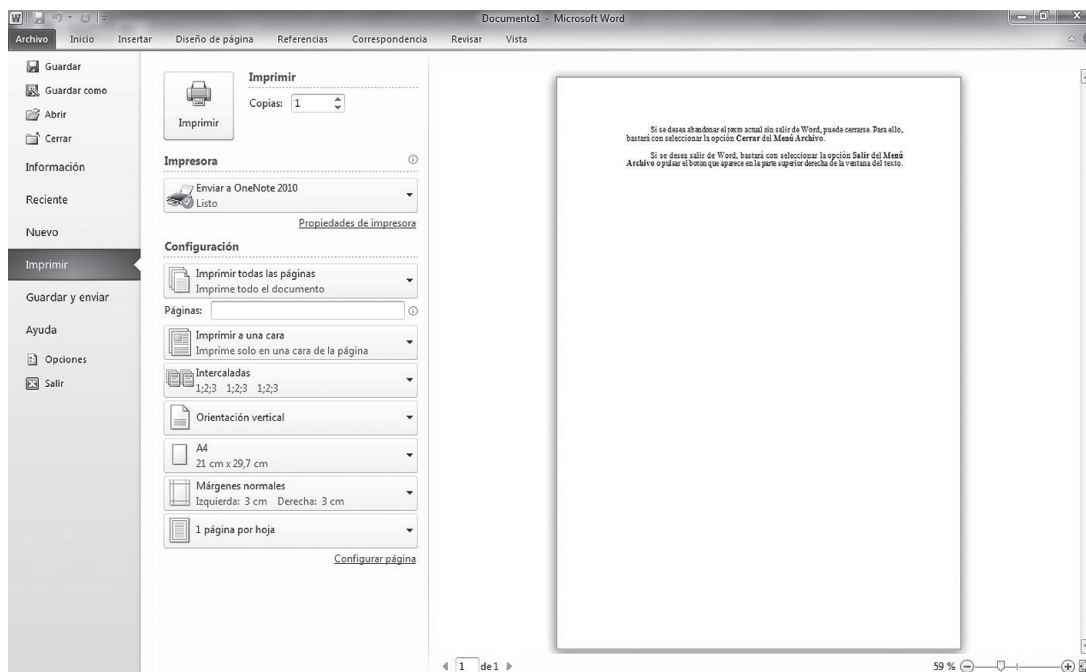 Documento1 - Microsoft Word
Archivo Inicio Insertar Diseño de página Referencias Correspondencia Revisar Vista
Guardar
Guardar como
Abrir
Cerrar
Información
Reciente
Nuevo
Imprimir
Guardar y enviar
Ayuda
Opciones
Salir
Imprimir
Imprimir
Copias: 1
Impresora
Enviar a OneNote 2010
Listo
Propiedades de impresora
Configuración
Imprimir todas las páginas
Imprime todo el documento
Páginas:
Imprimir a una cara
Imprime solo en una cara de la página
Intercaladas
1;2;3 1;2;3 1;2;3
Orientación vertical
A4
21 cm x 29,7 cm
Márgenes normales
Izquierda: 3 cm Derecha: 3 cm
1 página por hoja
Configurar página
Si se desea abandonar el texto actual sin salir de Word, puede cerrarse. Para ello,
bastará con seleccionar la opción Cerrar del Menú Archivo.
Si se desea salir de Word, bastará con seleccionar la opción Salir del Menú
Archivo o pulsar el boton que aparece en la parte superior derecha de la ventana del texto.
1 de 1
59 %